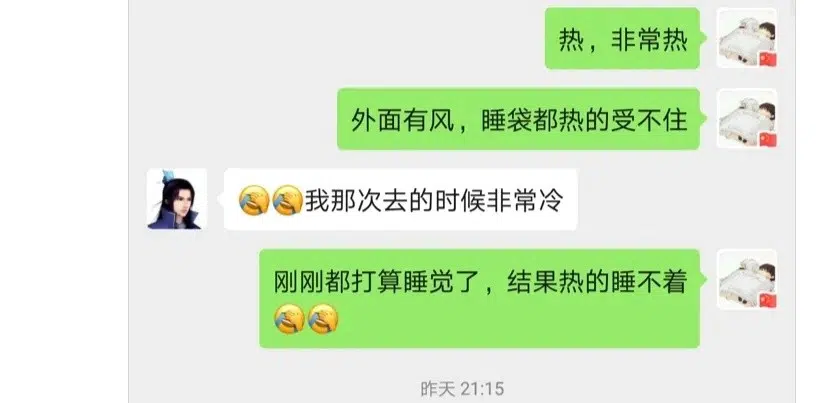 热，非常热
外面有风，睡袋都热的受不住
🤦🤦我那次去的时候非常冷
刚刚都打算睡觉了，结果热的睡不着
🤦🤦
昨天 21:15